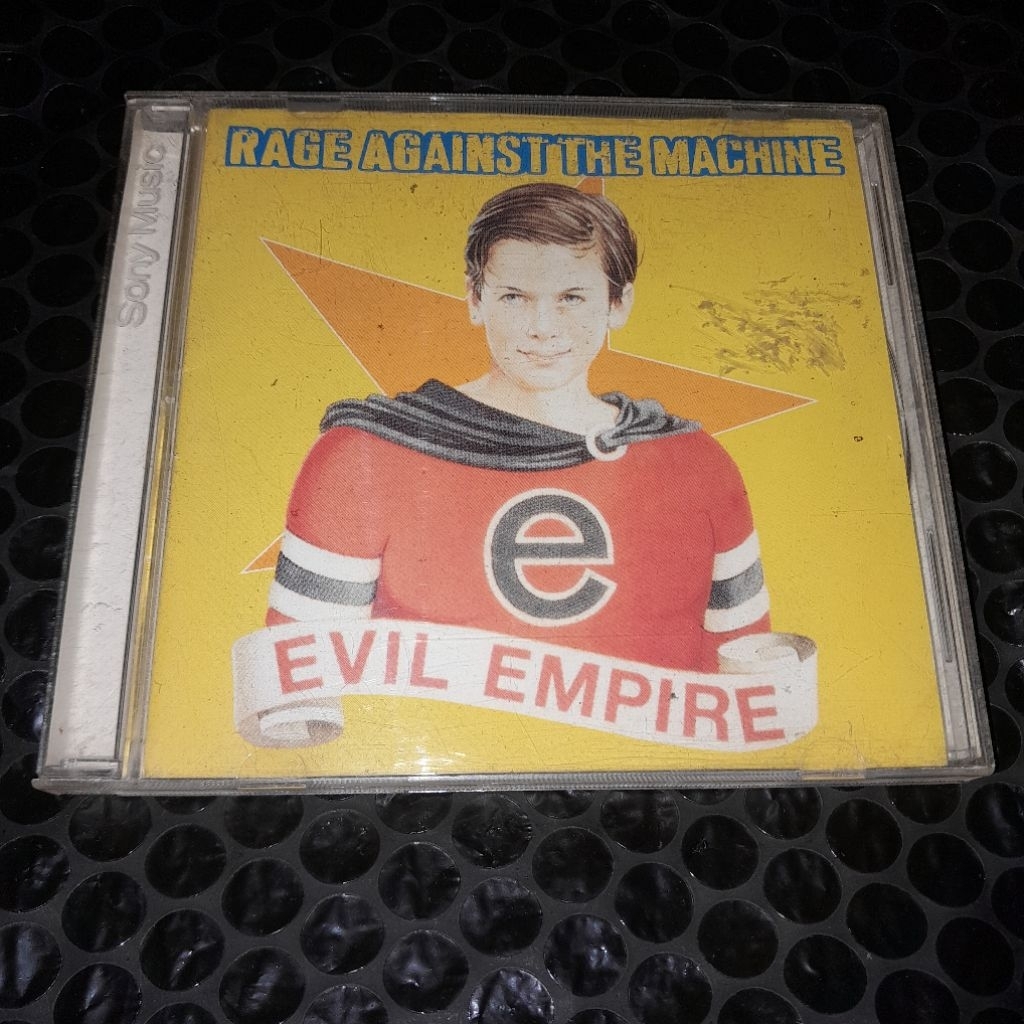 RAGE AGAINST THE MACHINE
Sony Music
e
EVIL EMPIRE